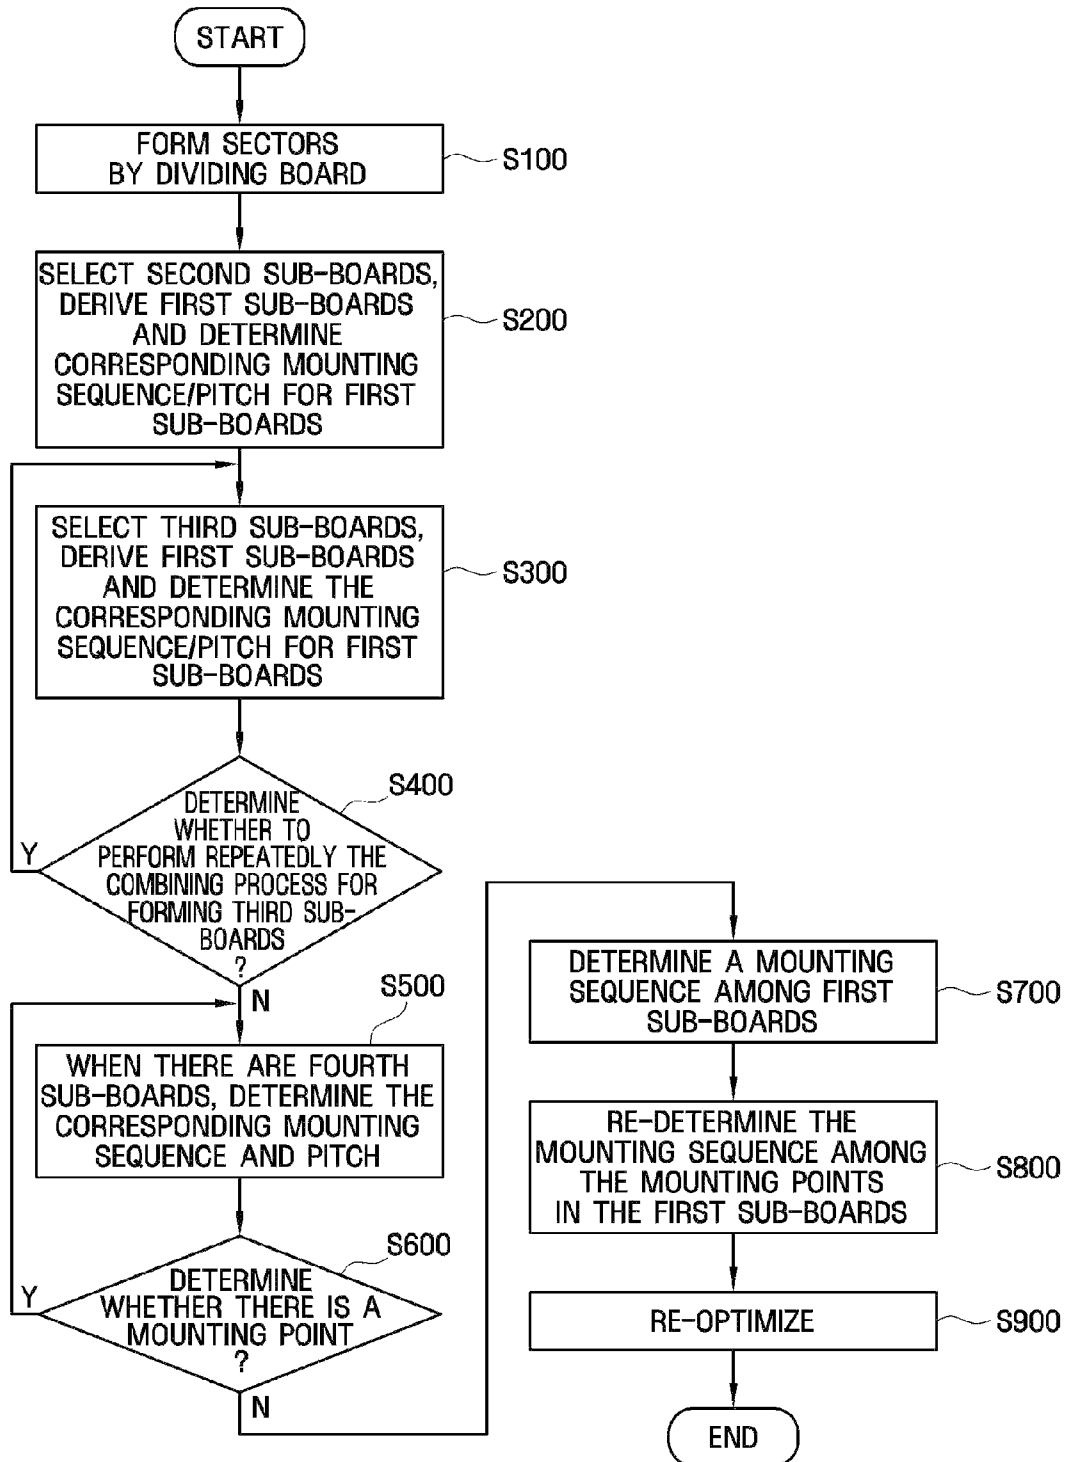 START
FORM SECTORS
BY DIVIDING BOARD
S100
SELECT SECOND SUB-BOARDS,
DERIVE FIRST SUB-BOARDS
AND DETERMINE
CORRESPONDING MOUNTING
SEQUENCE/PITCH FOR FIRST
SUB-BOARDS
S200
SELECT THIRD SUB-BOARDS,
DERIVE FIRST SUB-BOARDS
AND DETERMINE THE
CORRESPONDING MOUNTING
SEQUENCE/PITCH FOR FIRST
SUB-BOARDS
S300
DETERMINE
WHETHER TO
PERFORM REPEATEDLY THE
COMBINING PROCESS FOR
FORMING THIRD SUB-
BOARDS
?
S400
Y
N
WHEN THERE ARE FOURTH
SUB-BOARDS, DETERMINE THE
CORRESPONDING MOUNTING
SEQUENCE AND PITCH
S500
DETERMINE
WHETHER THERE IS A
MOUNTING POINT
?
S600
Y
N
DETERMINE A MOUNTING
SEQUENCE AMONG FIRST
SUB-BOARDS
S700
RE-DETERMINE THE
MOUNTING SEQUENCE AMONG
THE MOUNTING POINTS
IN THE FIRST SUB-BOARDS
S800
RE-OPTIMIZE
S900
END